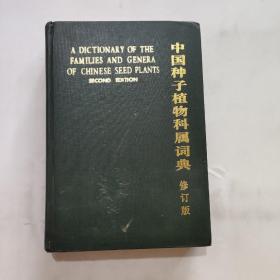 A DICTIONARY OF THE
FAMILIES AND GENERA
OF CHINESE SEED PLANTS
SECOND EDITION
中国种子植物科属词典
修订版